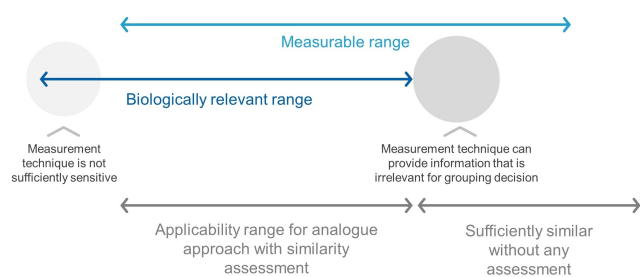 Measurable range
Biologically relevant range
Measurement
technique is not
sufficiently sensitive
Measurement technique can
provide information that is
irrelevant for grouping decision
Applicability range for analogue
approach with similarity
assessment
Sufficiently similar
without any
assessment